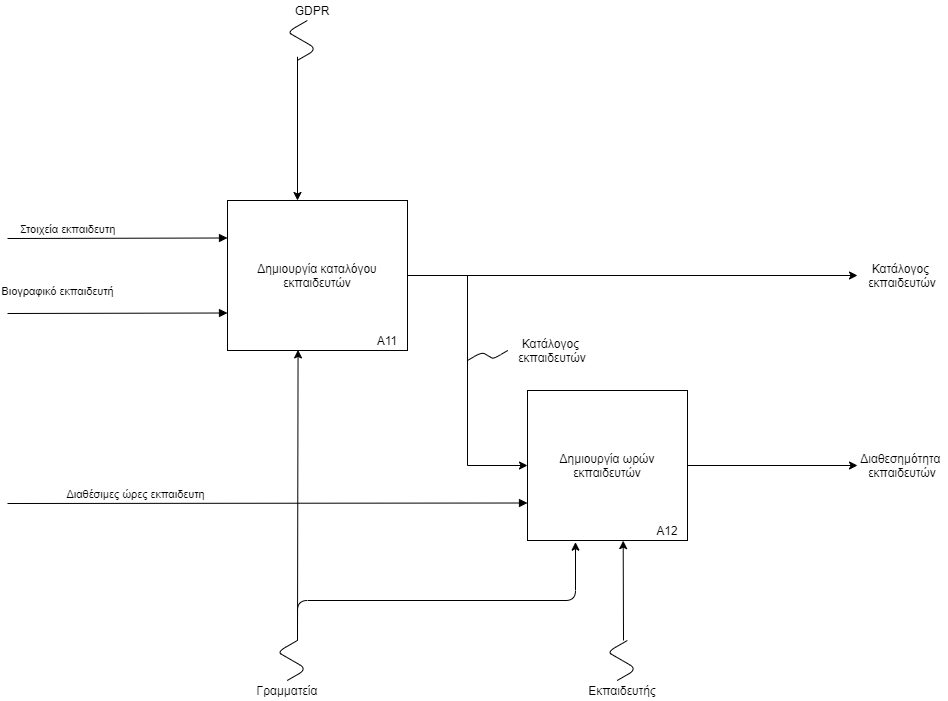 GDPR
Στοιχεία εκπαιδευτη
Βιογραφικό εκπαιδευτή
Δημιουργία καταλόγου
εκπαιδευτών
A11
Κατάλογος
εκπαιδευτών
Κατάλογος
εκπαιδευτών
Διαθέσιμες ώρες εκπαιδευτη
Δημιουργία ωρών
εκπαιδευτών
A12
Διαθεσημότητα
εκπαιδευτών
Γραμματεία
Εκπαιδευτής